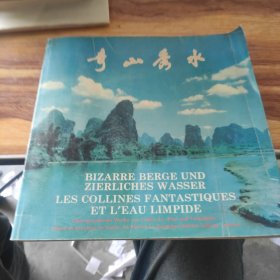 奇山秀水
BIZARRE BERGE UND
ZIERLICHES WASSER
LES COLLINES FANTASTIQUES
ET L'EAU LIMPIDE